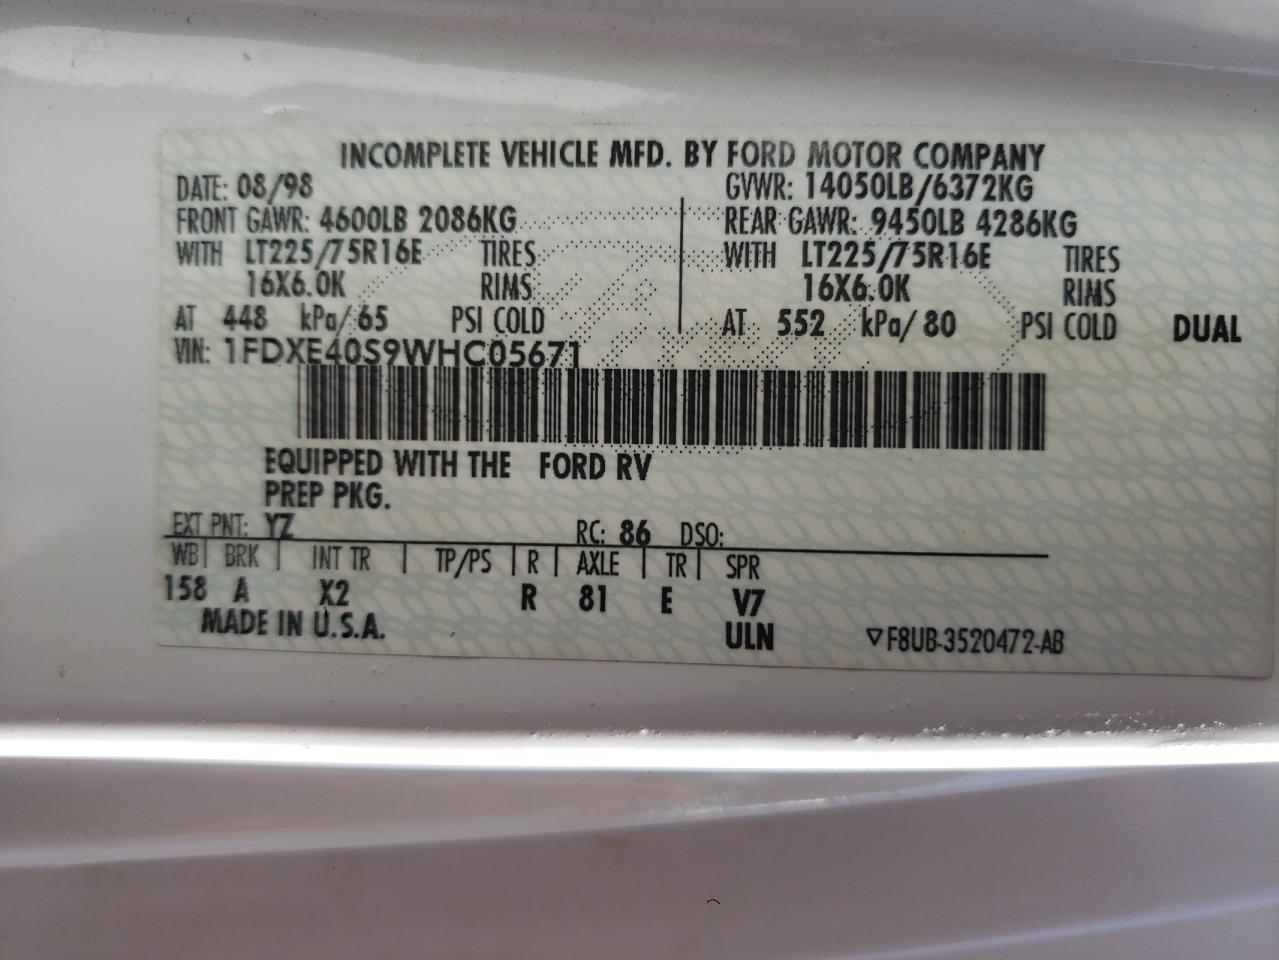 INCOMPLETE VEHICLE MFD. BY FORD MOTOR COMPANY
DATE: 08/98 GVWR: 14050LB/6372KG
FRONT GAWR: 4600LB 2086KG REAR GAWR: 9450LB 4286KG
WITH LT225/75R16E TIRES WITH LT225/75R16E TIRES
16X6.0K RIMS 16X6.0K RIMS
AT 448 kPa/65 PSI COLD AT 552 kPa/80 PSI COLD DUAL
VIN: 1FDXE40S9WHC05671
EQUIPPED WITH THE FORD RV
PREP PKG.
EXT PNT: YZ RC: 86 DSO:
WB BRK INT TR TP/PS R AXLE TR SPR
158 A X2 R 81 E V7
MADE IN U.S.A. ULN ▽F8UB-3520472-AB